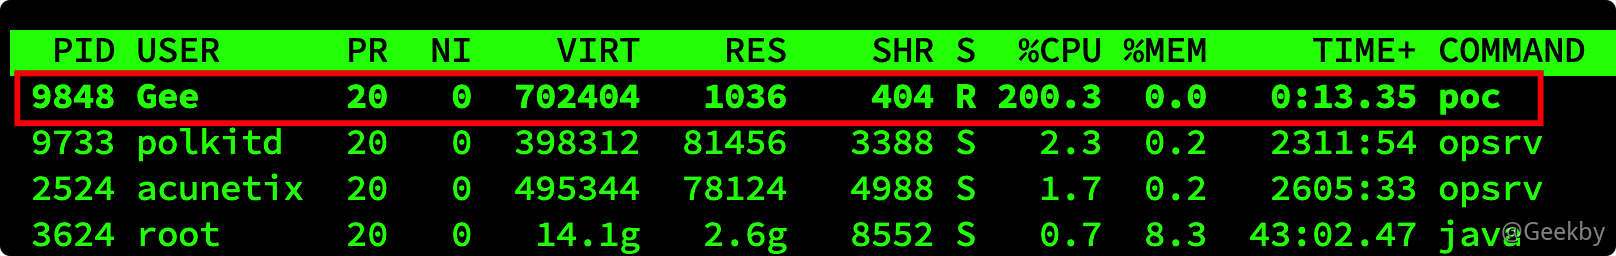 PID USER PR NI VIRT RES SHR S %CPU %MEM TIME+ COMMAND
9848 Gee 20 0 702404 1036 404 R 200.3 0.0 0:13.35 poc
9733 polkitd 20 0 398312 81456 3388 S 2.3 0.2 2311:54 opsrv
2524 acunetix 20 0 495344 78124 4988 S 1.7 0.2 2605:33 opsrv
3624 root 20 0 14.1g 2.6g 8552 S 0.7 8.3 43:02.47 java
@Geekby